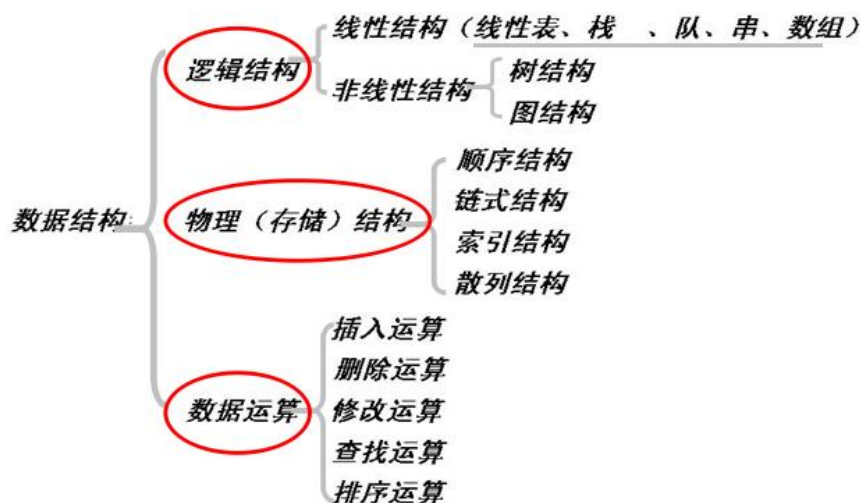 线性结构（线性表、栈 、队、串、数组）
逻辑结构
非线性结构
树结构
图结构
顺序结构
链式结构
数据结构:
物理（存储）结构
索引结构
散列结构
插入运算
删除运算
数据运算
修改运算
查找运算
排序运算